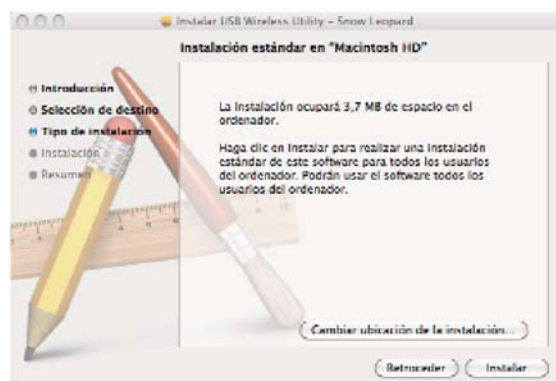 Instalar USB Wireless Utility – Snow Leopard
Instalación estándar en "Macintosh HD"
Introducción
Selección de destino
Tipo de instalación
Instalación
Resumen
La instalación ocupará 3,7 MB de espacio en el
ordenador.
Haga clic en Instalar para realizar una instalación
estándar de este software para todos los usuarios
del ordenador. Podrán usar el software todos los
usuarios del ordenador.
Cambiar ubicación de la instalación...
Retroceder
Instalar